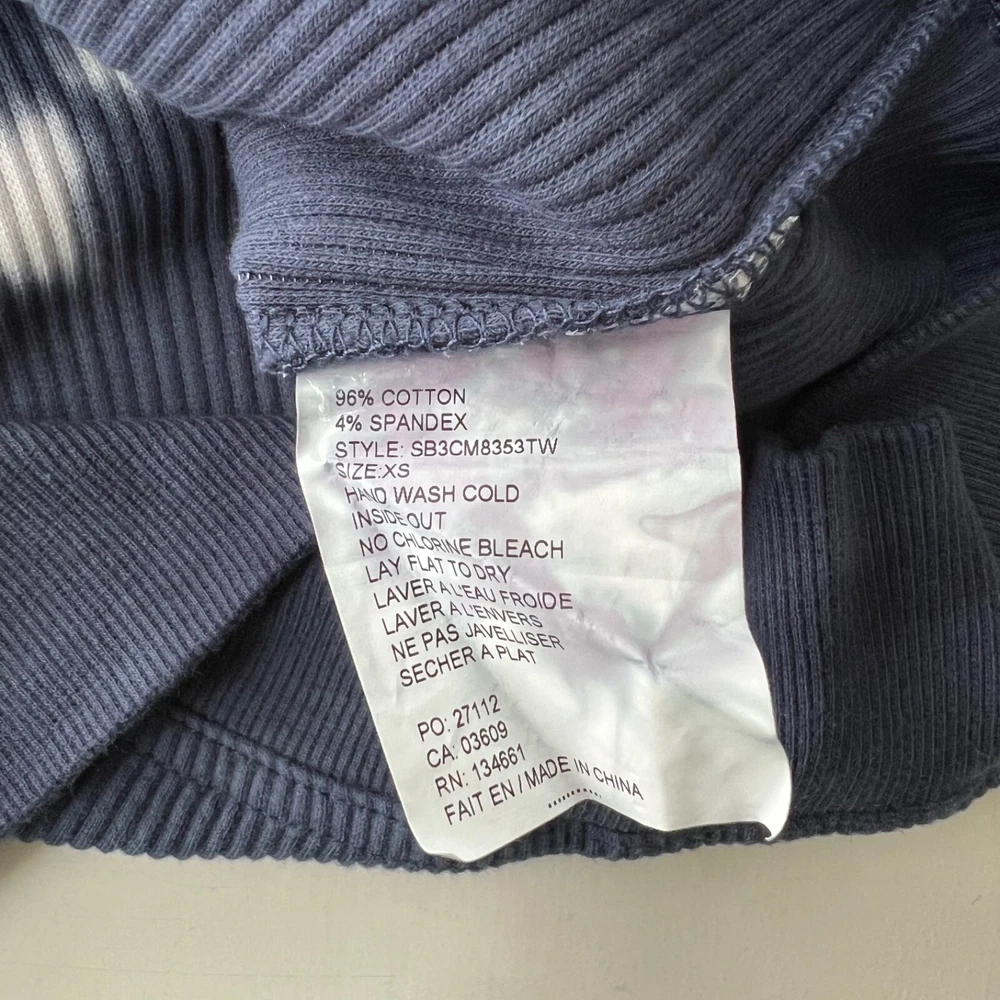 96% COTTON
4% SPANDEX
STYLE: SB3CM8353TW
SIZE:XS
HAND WASH COLD
INSIDE OUT
NO CHLORINE BLEACH
LAY FLAT TO DRY
LAVER A L'EAU FROIDE
LAVER A L'ENVERS
NE PAS JAVELLISER
SECHER A PLAT
PO: 27112
CA: 03609
RN: 134661
FAIT EN / MADE IN CHINA